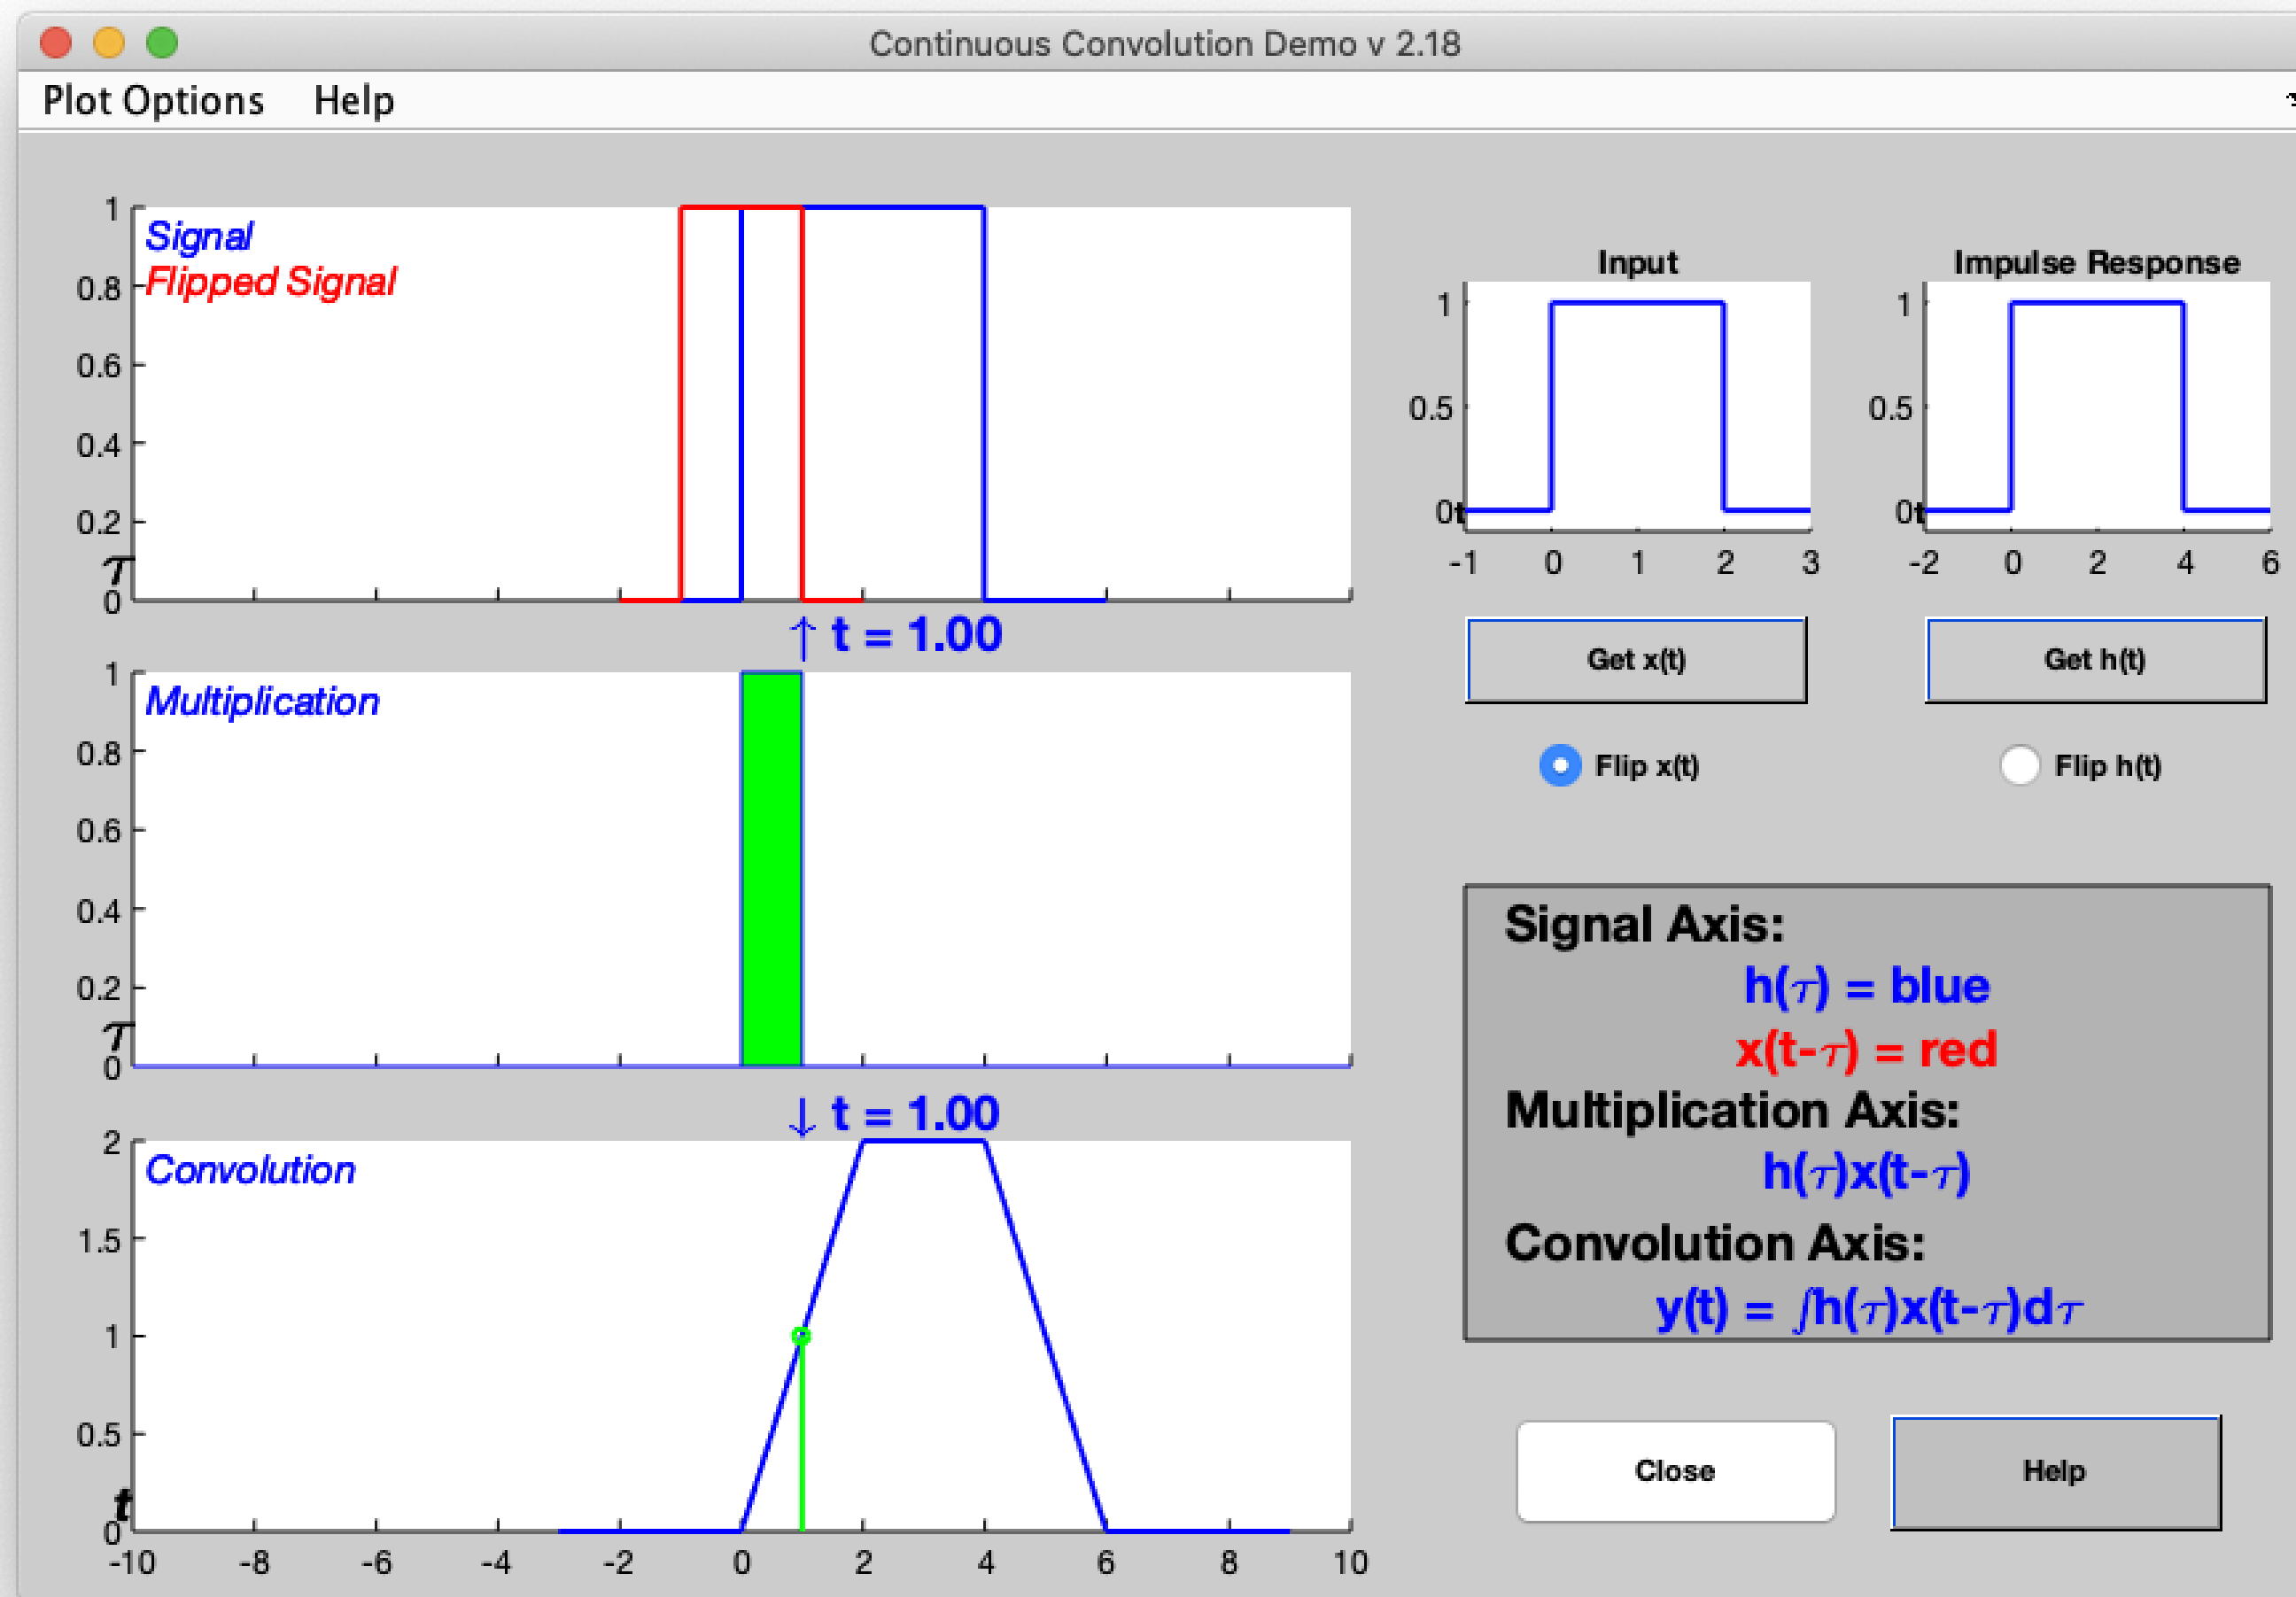 Continuous Convolution Demo v 2.18
Plot Options Help
1
Signal
Flipped Signal
0.8
0.6
0.4
0.2
τ
0
↑ t = 1.00
1
Multiplication
0.8
0.6
0.4
0.2
τ
0
↓ t = 1.00
2
Convolution
1.5
1
0.5
t
0
-10 -8 -6 -4 -2 0 2 4 6 8 10
Input
1
0.5
0t
-1 0 1 2 3
Impulse Response
1
0.5
0t
-2 0 2 4 6
Get x(t) Get h(t)
Flip x(t) Flip h(t)
Signal Axis:
h(τ) = blue
x(t-τ) = red
Multiplication Axis:
h(τ)x(t-τ)
Convolution Axis:
y(t) = ∫h(τ)x(t-τ)dτ
Close Help